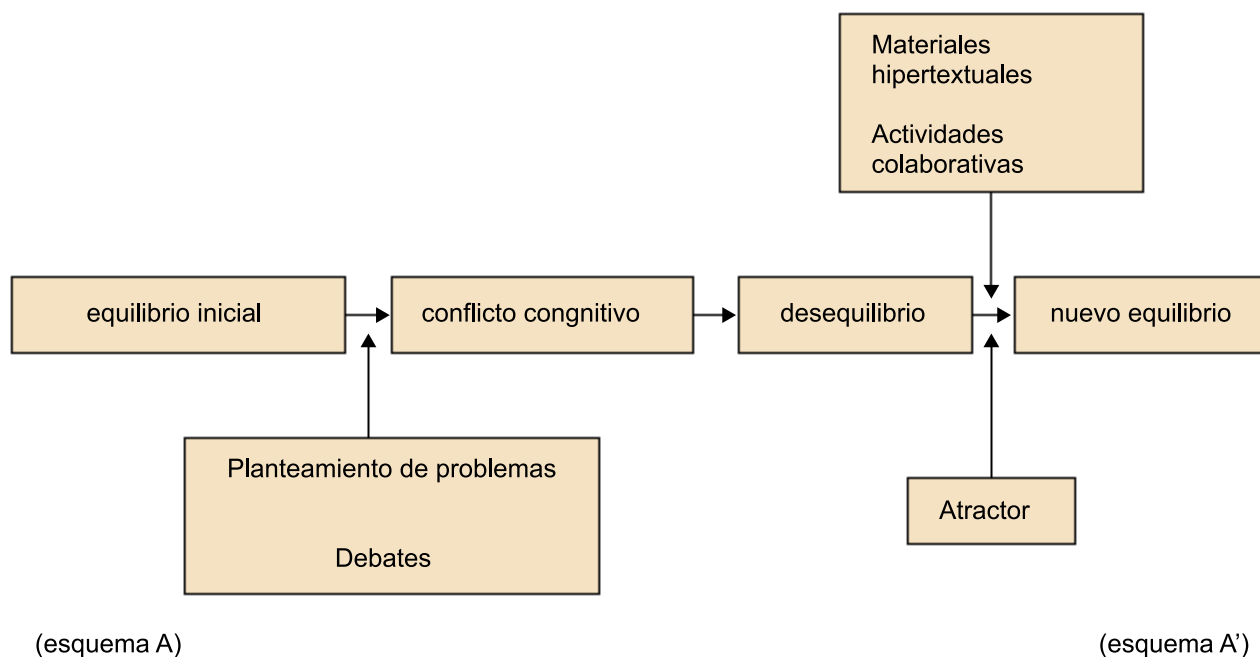 Materiales
hipertextuales
Actividades
colaborativas
equilibrio inicial
conflicto congnitivo
desequilibrio
nuevo equilibrio
Planteamiento de problemas
Debates
Atractor
(esquema A)
(esquema A’)